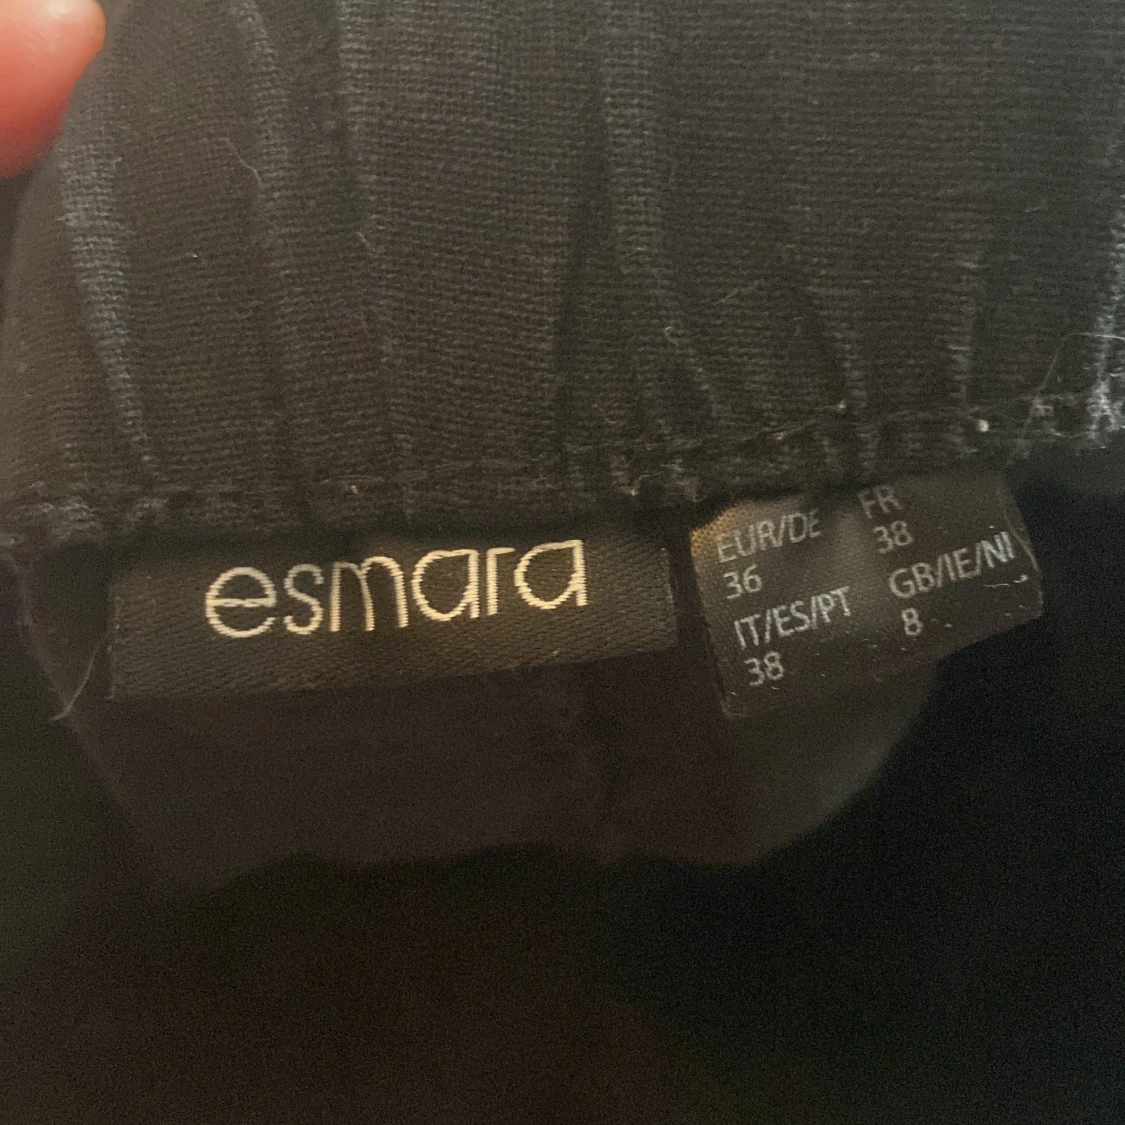 esmara
EUR/DE
36
FR
38
IT/ES/PT
38
GB/IE/NI
8